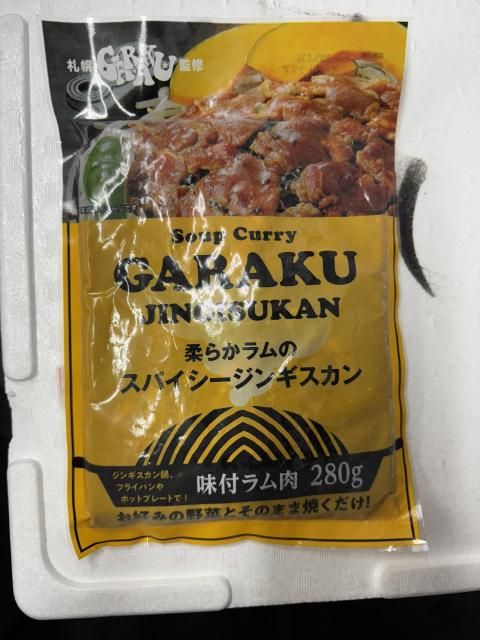 札幌 GARAKU 監修
Soup Curry
GARAKU
JINGISUKAN
柔らかラムの
スパイシージンギスカン
ジンギスカン鍋、
フライパンや
ホットプレートで!
味付ラム肉 280g
お好みの野菜とそのまま焼くだけ!